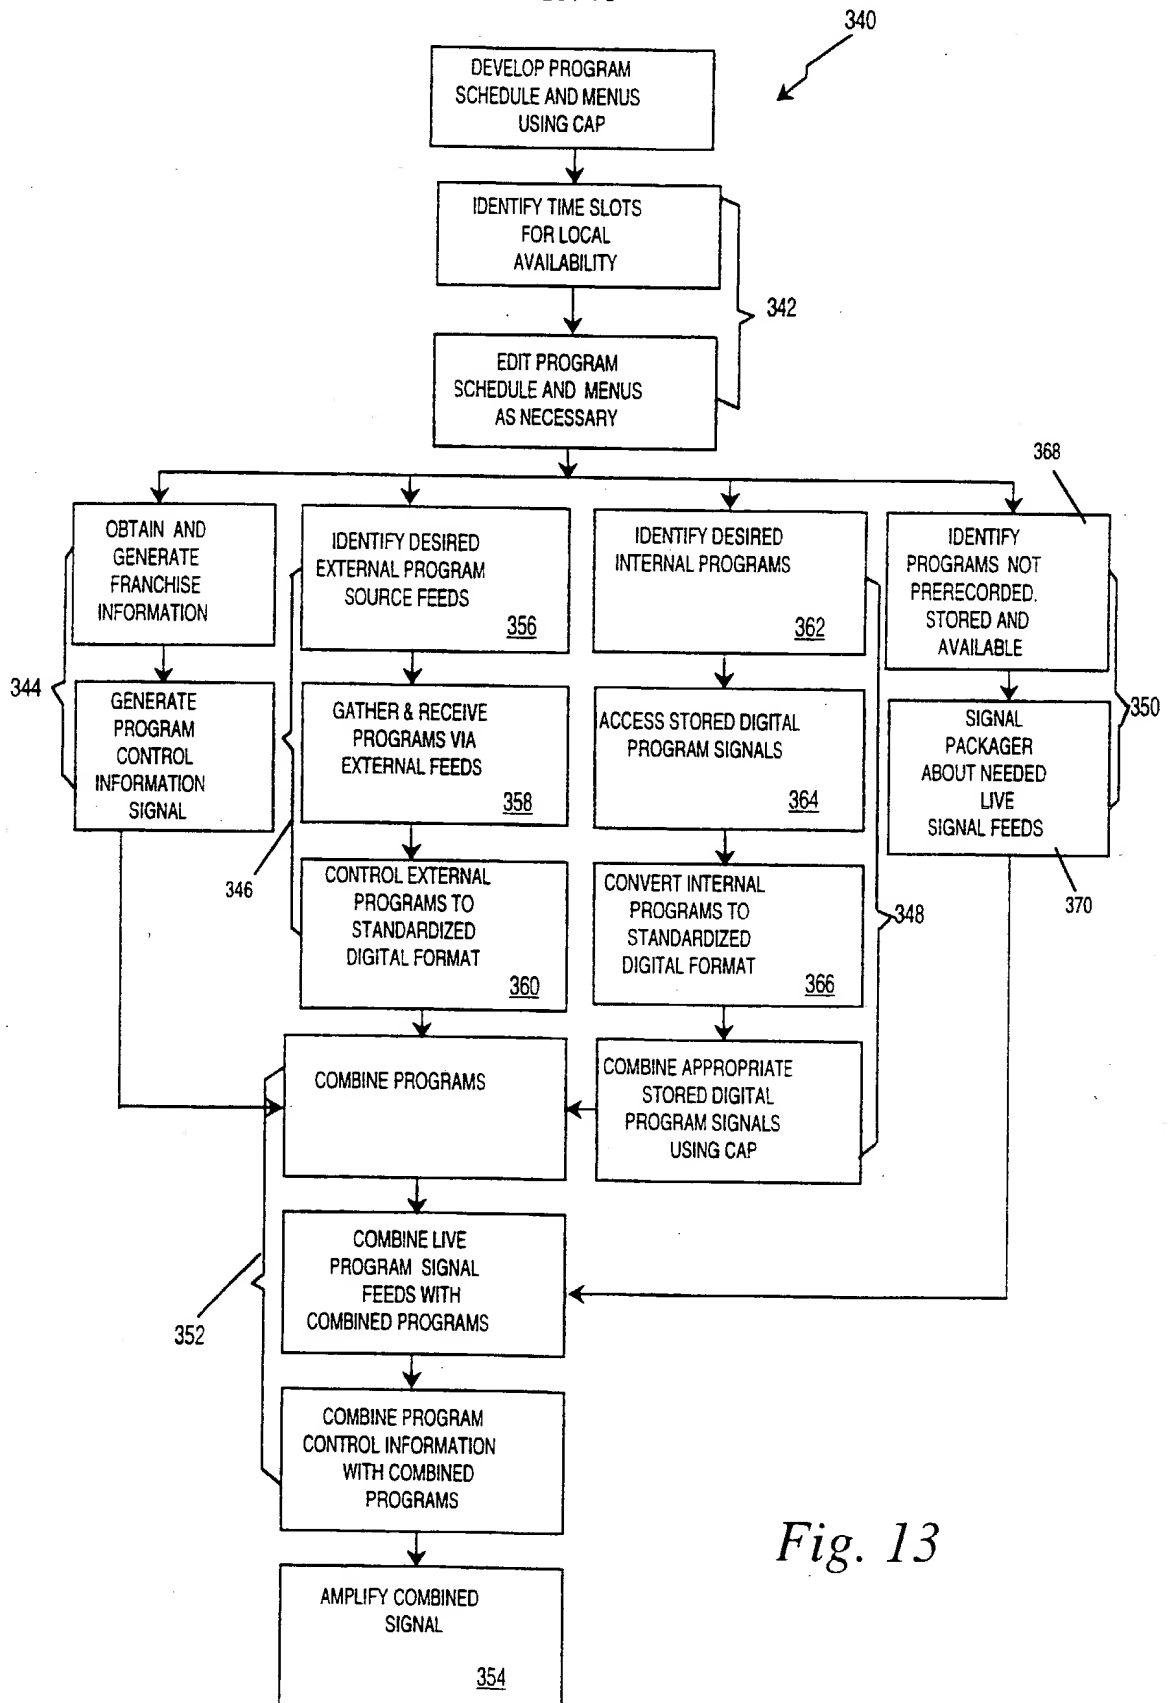 340
DEVELOP PROGRAM
SCHEDULE AND MENUS
USING CAP
IDENTIFY TIME SLOTS
FOR LOCAL
AVAILABILITY
342
EDIT PROGRAM
SCHEDULE AND MENUS
AS NECESSARY
368
OBTAIN AND
GENERATE
FRANCHISE
INFORMATION
IDENTIFY DESIRED
EXTERNAL PROGRAM
SOURCE FEEDS
356
IDENTIFY DESIRED
INTERNAL PROGRAMS
362
IDENTIFY
PROGRAMS NOT
PRERECORDED.
STORED AND
AVAILABLE
344
350
GENERATE
PROGRAM
CONTROL
INFORMATION
SIGNAL
GATHER & RECEIVE
PROGRAMS VIA
EXTERNAL FEEDS
358
ACCESS STORED DIGITAL
PROGRAM SIGNALS
364
SIGNAL
PACKAGER
ABOUT NEEDED
LIVE
SIGNAL FEEDS
346
CONTROL EXTERNAL
PROGRAMS TO
STANDARDIZED
DIGITAL FORMAT
360
CONVERT INTERNAL
PROGRAMS TO
STANDARDIZED
DIGITAL FORMAT
366
348
370
COMBINE PROGRAMS
COMBINE APPROPRIATE
STORED DIGITAL
PROGRAM SIGNALS
USING CAP
COMBINE LIVE
PROGRAM SIGNAL
FEEDS WITH
COMBINED PROGRAMS
352
COMBINE PROGRAM
CONTROL INFORMATION
WITH COMBINED
PROGRAMS
Fig. 13
AMPLIFY COMBINED
SIGNAL
354